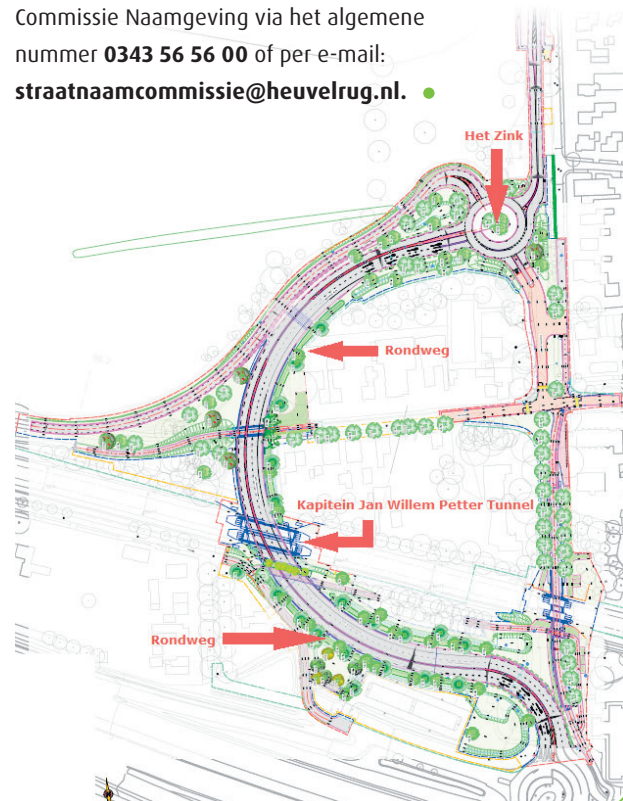 Commissie Naamgeving via het algemene
nummer 0343 56 56 00 of per e-mail:
straatnaamcommissie@heuvelrug.nl.
Het Zink
Rondweg
Kapitein Jan Willem Petter Tunnel
Rondweg